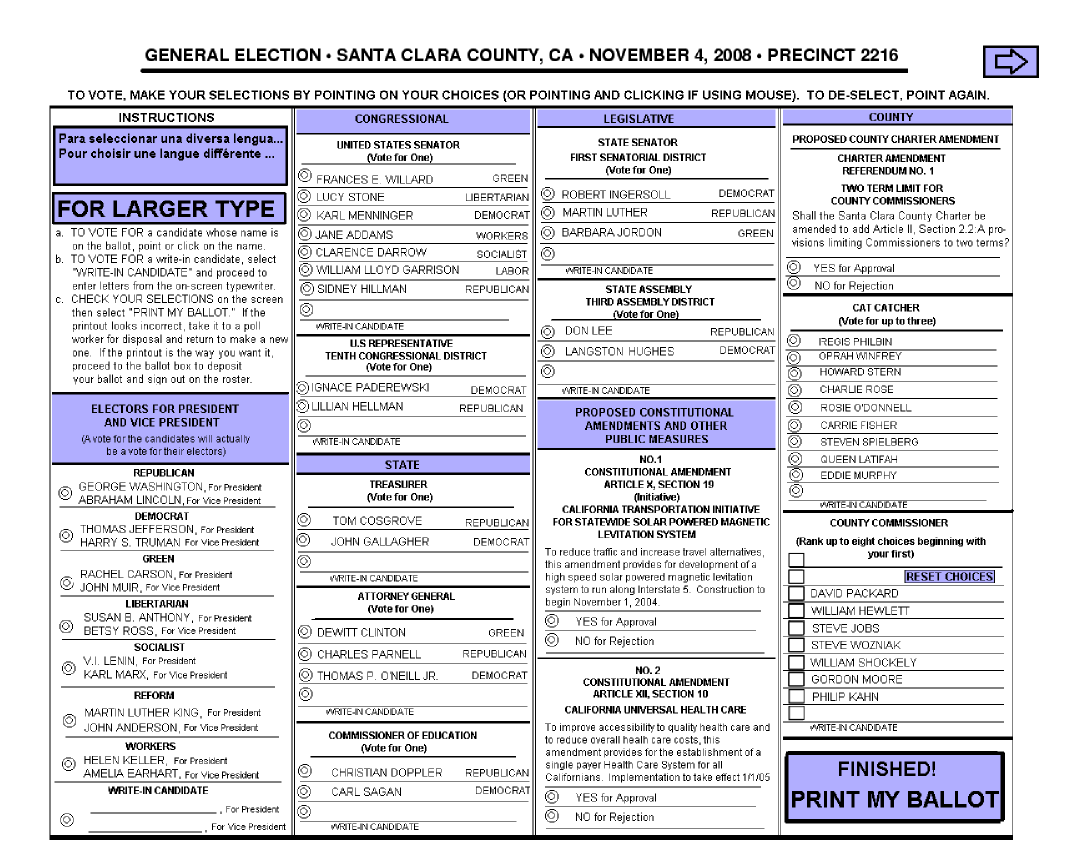 GENERAL ELECTION • SANTA CLARA COUNTY, CA • NOVEMBER 4, 2008 • PRECINCT 2216
TO VOTE, MAKE YOUR SELECTIONS BY POINTING ON YOUR CHOICES (OR POINTING AND CLICKING IF USING MOUSE). TO DE-SELECT, POINT AGAIN.
INSTRUCTIONS
Para seleccionar una diversa lengua...
Pour choisir une langue différente ...
FOR LARGER TYPE
a. TO VOTE FOR a candidate whose name is
on the ballot, point or click on the name.
b. TO VOTE FOR a write-in candidate, select
"WRITE-IN CANDIDATE" and proceed to
enter letters from the on-screen typewriter.
c. CHECK YOUR SELECTIONS on the screen
then select "PRINT MY BALLOT." If the
printout looks incorrect, take it to a poll
worker for disposal and return to make a new
one. If the printout is the way you want it,
proceed to the ballot box to deposit
your ballot and sign out on the roster.
ELECTORS FOR PRESIDENT
AND VICE PRESIDENT
(A vote for the candidates will actually
be a vote for their electors)
REPUBLICAN
GEORGE WASHINGTON, For President
ABRAHAM LINCOLN, For Vice President
DEMOCRAT
THOMAS JEFFERSON, For President
HARRY S. TRUMAN For Vice President
GREEN
RACHEL CARSON, For President
JOHN MUIR, For Vice President
LIBERTARIAN
SUSAN B. ANTHONY, For President
BETSY ROSS, For Vice President
SOCIALIST
V.I. LENIN, For President
KARL MARX, For Vice President
REFORM
MARTIN LUTHER KING, For President
JOHN ANDERSON, For Vice President
WORKERS
HELEN KELLER, For President
AMELIA EARHART, For Vice President
WRITE-IN CANDIDATE
, For President
, For Vice President
CONGRESSIONAL
UNITED STATES SENATOR
(Vote for One)
FRANCES E. WILLARD GREEN
LUCY STONE LIBERTARIAN
KARL MENNINGER DEMOCRAT
JANE ADDAMS WORKERS
CLARENCE DARROW SOCIALIST
WILLIAM LLOYD GARRISON LABOR
SIDNEY HILLMAN REPUBLICAN
WRITE-IN CANDIDATE
U.S REPRESENTATIVE
TENTH CONGRESSIONAL DISTRICT
(Vote for One)
IGNACE PADEREWSKI DEMOCRAT
LILLIAN HELLMAN REPUBLICAN
WRITE-IN CANDIDATE
STATE
TREASURER
(Vote for One)
TOM COSGROVE REPUBLICAN
JOHN GALLAGHER DEMOCRAT
WRITE-IN CANDIDATE
ATTORNEY GENERAL
(Vote for One)
DEWITT CLINTON GREEN
CHARLES PARNELL REPUBLICAN
THOMAS P. O'NEILL JR. DEMOCRAT
WRITE-IN CANDIDATE
COMMISSIONER OF EDUCATION
(Vote for One)
CHRISTIAN DOPPLER REPUBLICAN
CARL SAGAN DEMOCRAT
WRITE-IN CANDIDATE
LEGISLATIVE
STATE SENATOR
FIRST SENATORIAL DISTRICT
(Vote for One)
ROBERT INGERSOLL DEMOCRAT
MARTIN LUTHER REPUBLICAN
BARBARA JORDON GREEN
WRITE-IN CANDIDATE
STATE ASSEMBLY
THIRD ASSEMBLY DISTRICT
(Vote for One)
DON LEE REPUBLICAN
LANGSTON HUGHES DEMOCRAT
WRITE-IN CANDIDATE
PROPOSED CONSTITUTIONAL
AMENDMENTS AND OTHER
PUBLIC MEASURES
NO.1
CONSTITUTIONAL AMENDMENT
ARTICLE X, SECTION 19
(Initiative)
CALIFORNIA TRANSPORTATION INITIATIVE
FOR STATEWIDE SOLAR POWERED MAGNETIC
LEVITATION SYSTEM
To reduce traffic and increase travel alternatives,
this amendment provides for development of a
high speed solar powered magnetic levitation
system to run along Interstate 5. Construction to
begin November 1, 2004.
YES for Approval
NO for Rejection
NO. 2
CONSTITUTIONAL AMENDMENT
ARTICLE XII, SECTION 10
CALIFORNIA UNIVERSAL HEALTH CARE
To improve accessibility to quality health care and
to reduce overall heath care costs, this
amendment provides for the establishment of a
single payer Health Care System for all
Californians. Implementation to take effect 1/1/05
YES for Approval
NO for Rejection
COUNTY
PROPOSED COUNTY CHARTER AMENDMENT
CHARTER AMENDMENT
REFERENDUM NO. 1
TWO TERM LIMIT FOR
COUNTY COMMISSIONERS
Shall the Santa Clara County Charter be
amended to add Article II, Section 2.2:A pro-
visions limiting Commissioners to two terms?
YES for Approval
NO for Rejection
CAT CATCHER
(Vote for up to three)
REGIS PHILBIN
OPRAH WINFREY
HOWARD STERN
CHARLIE ROSE
ROSIE O'DONNELL
CARRIE FISHER
STEVEN SPIELBERG
QUEEN LATIFAH
EDDIE MURPHY
WRITE-IN CANDIDATE
COUNTY COMMISSIONER
(Rank up to eight choices beginning with
your first)
RESET CHOICES
DAVID PACKARD
WILLIAM HEWLETT
STEVE JOBS
STEVE WOZNIAK
WILLIAM SHOCKELY
GORDON MOORE
PHILIP KAHN
WRITE-IN CANDIDATE
FINISHED!
PRINT MY BALLOT